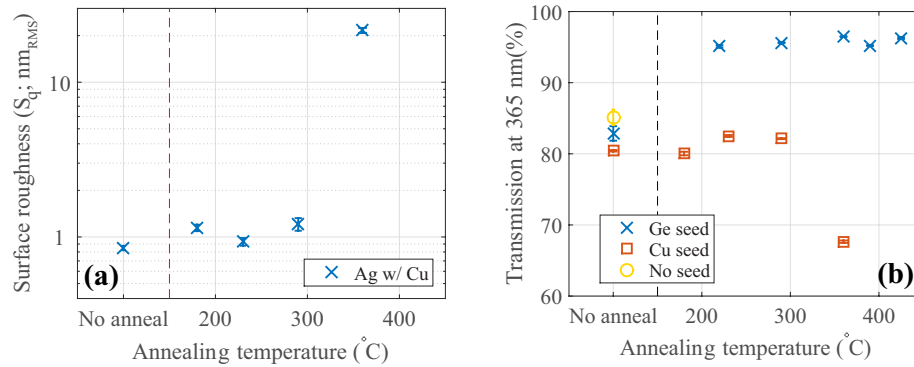 10
1
Surface roughness (Sq; nmRMS)
(a)
Ag w/ Cu
No anneal 200 300 400
Annealing temperature (°C)
100
90
80
70
60
Transmission at 365 nm(%)
Ge seed
Cu seed
No seed
(b)
No anneal 200 300 400
Annealing temperature (°C)